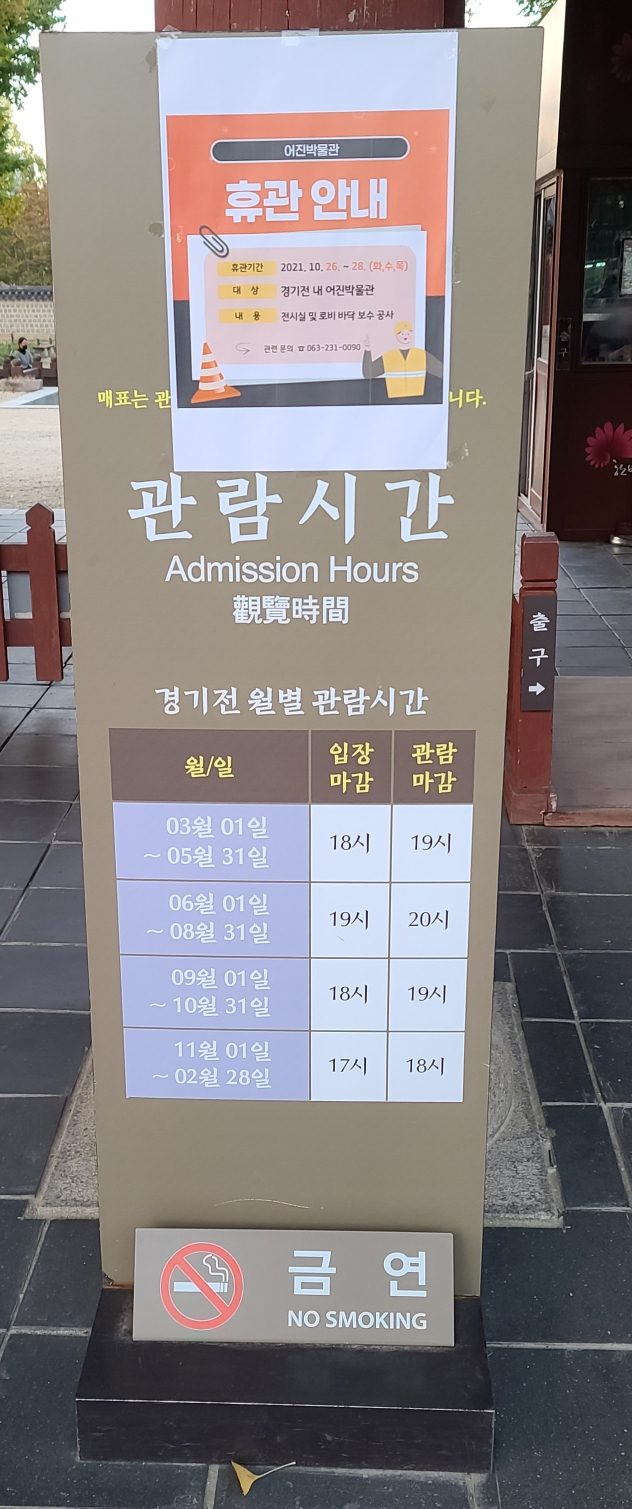 어진박물관
휴관 안내
휴관기간 2021. 10. 26. ~ 28. (화,수,목)
대 상 경기전 내 어진박물관
내 용 전시실 및 로비 바닥 보수 공사
관련 문의 ☎ 063-231-0090
매표는 관 니다.
관람시간
Admission Hours
觀覽時間
출구 ➡
경기전 월별 관람시간
월/일 입장 마감 관람 마감
03월 01일 ~ 05월 31일 18시 19시
06월 01일 ~ 08월 31일 19시 20시
09월 01일 ~ 10월 31일 18시 19시
11월 01일 ~ 02월 28일 17시 18시
금 연
NO SMOKING